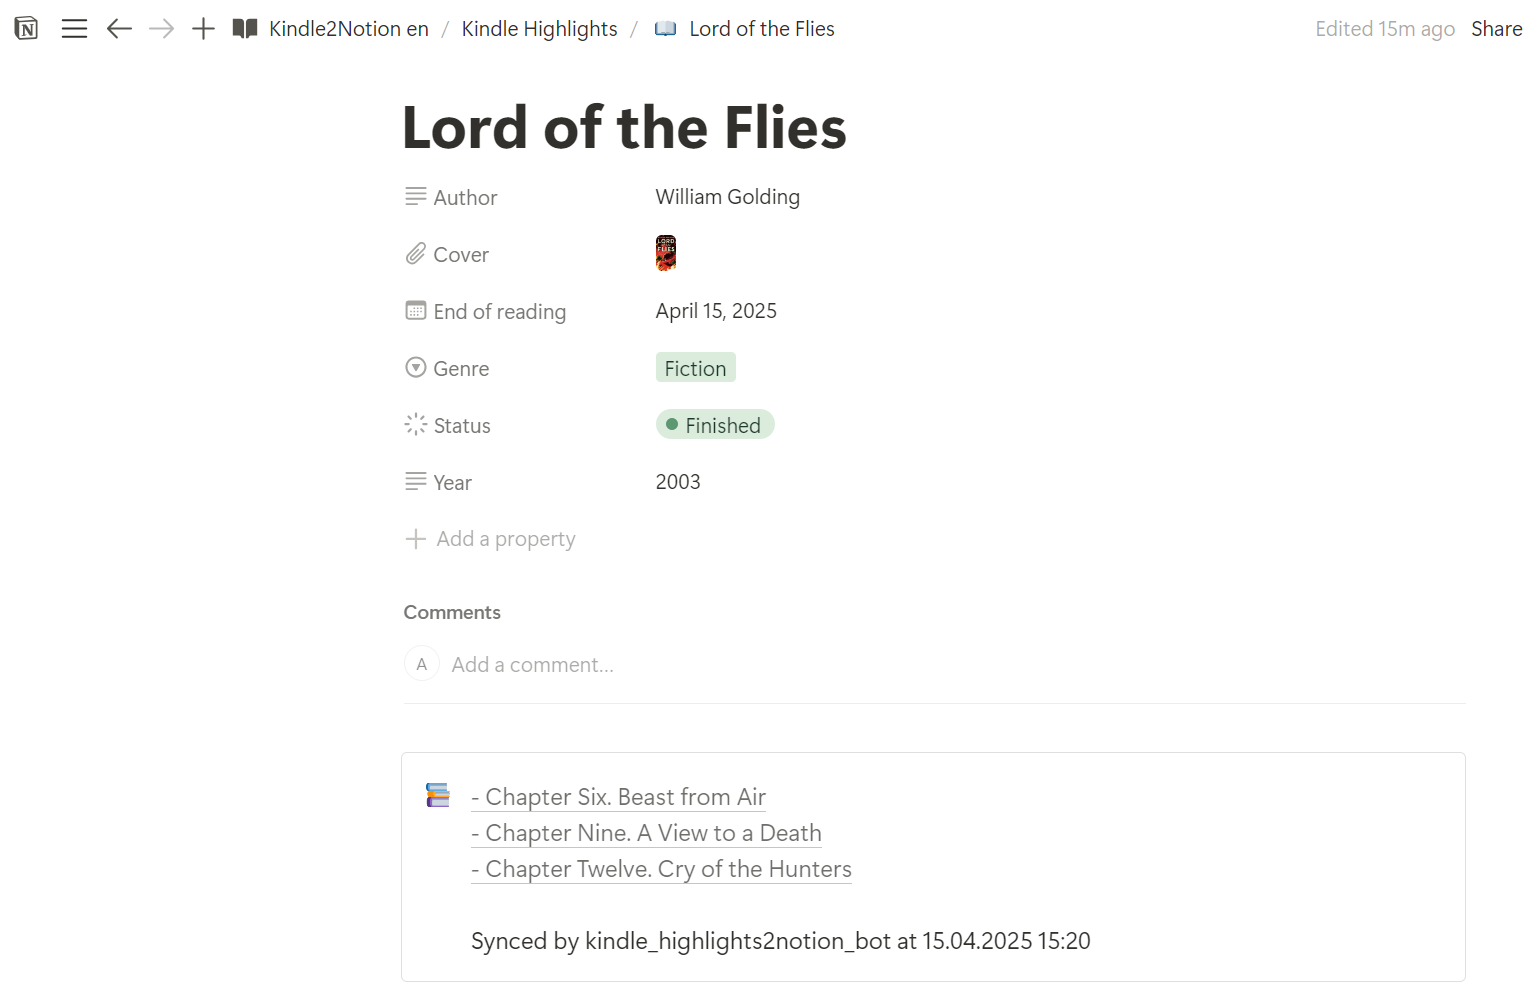 Kindle2Notion en / Kindle Highlights / Lord of the Flies Edited 15m ago Share
Lord of the Flies
Author William Golding
Cover
LORD
FLIES
End of reading April 15, 2025
Genre Fiction
Status Finished
Year 2003
Add a property
Comments
A Add a comment...
- Chapter Six. Beast from Air
- Chapter Nine. A View to a Death
- Chapter Twelve. Cry of the Hunters
Synced by kindle_highlights2notion_bot at 15.04.2025 15:20